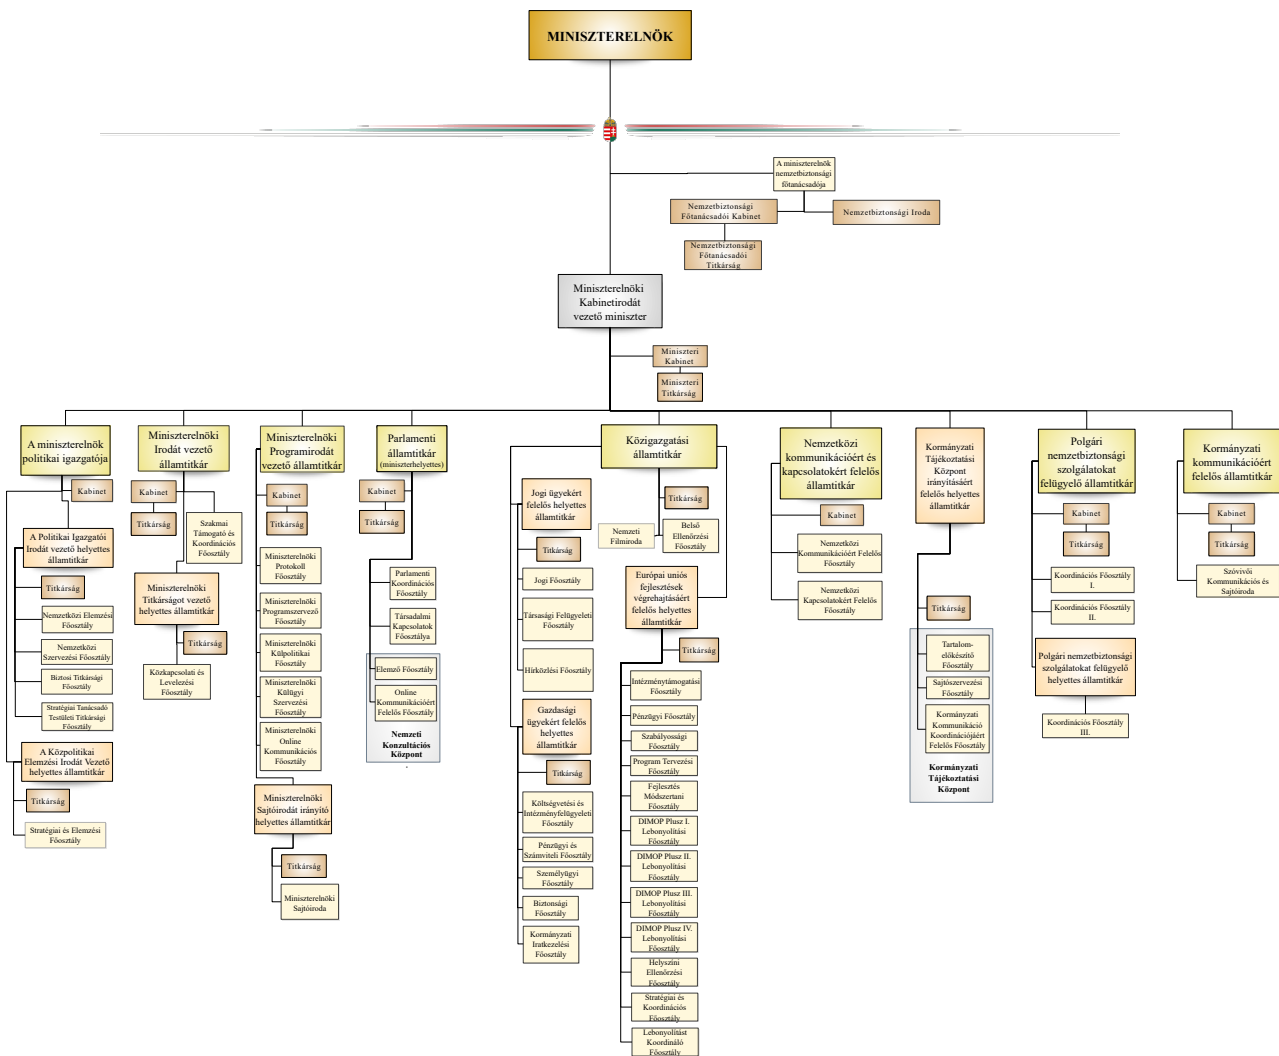 MINISZTERELNÖK
A miniszterelnök
nemzetbiztonsági
főtanácsadója
Nemzetbiztonsági
Főtanácsadói Kabinet
Nemzetbiztonsági Iroda
Nemzetbiztonsági
Főtanácsadói
Titkárság
Miniszterelnöki
Kabinetirodát
vezető miniszter
Miniszteri
Kabinet
Miniszteri
Titkárság
A miniszterelnök
politikai igazgatója
Kabinet
A Politikai Igazgatói
Irodát vezető helyettes
államtitkár
Titkárság
Nemzetközi Elemzési
Főosztály
Nemzetközi
Szervezési Főosztály
Biztosi Titkársági
Főosztály
Stratégiai Tanácsadó
Testületi Titkársági
Főosztály
A Közpolitikai
Elemzési Irodát Vezető
helyettes államtitkár
Titkárság
Stratégiai és Elemzési
Főosztály
Miniszterelnöki
Irodát vezető
államtitkár
Kabinet
Titkárság
Szakmai
Támogató és
Koordinációs
Főosztály
Miniszterelnöki
Titkárságot vezető
helyettes államtitkár
Titkárság
Közkapcsolati és
Levelezési
Főosztály
Miniszterelnöki
Programirodát
vezető államtitkár
Kabinet
Titkárság
Miniszterelnöki
Protokoll
Főosztály
Miniszterelnöki
Programszervező
Főosztály
Miniszterelnöki
Külpolitikai
Főosztály
Miniszterelnöki
Külügyi
Szervezési
Főosztály
Miniszterelnöki
Online
Kommunikációs
Főosztály
Miniszterelnöki
Sajtóirodát irányító
helyettes államtitkár
Titkárság
Miniszterelnöki
Sajtóiroda
Parlamenti
államtitkár
(miniszterhelyettes)
Kabinet
Titkárság
Parlamenti
Koordinációs
Főosztály
Társadalmi
Kapcsolatok
Főosztálya
Elemző Főosztály
Online
Kommunikációért
Felelős Főosztály
Nemzeti
Konzultációs
Központ
.
Közigazgatási
államtitkár
Titkárság
Nemzeti
Filmiroda
Belső
Ellenőrzési
Főosztály
Jogi ügyekért
felelős helyettes
államtitkár
Titkárság
Jogi Főosztály
Társasági Felügyeleti
Főosztály
Hírközlési Főosztály
Gazdasági
ügyekért felelős
helyettes
államtitkár
Titkárság
Költségvetési és
Intézményfelügyeleti
Főosztály
Pénzügyi és
Számviteli Főosztály
Személyügyi
Főosztály
Biztonsági
Főosztály
Kormányzati
Iratkezelési
Főosztály
Európai uniós
fejlesztések
végrehajtásáért
felelős helyettes
államtitkár
Titkárság
Intézménytámogatási
Főosztály
Pénzügyi Főosztály
Szabályossági
Főosztály
Program Tervezési
Főosztály
Fejlesztés
Módszertani
Főosztály
DIMOP Plusz I.
Lebonyolítási
Főosztály
DIMOP Plusz II.
Lebonyolítási
Főosztály
DIMOP Plusz III.
Lebonyolítási
Főosztály
DIMOP Plusz IV.
Lebonyolítási
Főosztály
Helyszíni
Ellenőrzési
Főosztály
Stratégiai és
Koordinációs
Főosztály
Lebonyolítást
Koordináló
Főosztály
Nemzetközi
kommunikációért és
kapcsolatokért felelős
államtitkár
Kabinet
Nemzetközi
Kommunikációért Felelős
Főosztály
Nemzetközi
Kapcsolatokért Felelős
Főosztály
Kormányzati
Tájékoztatási
Központ
irányításáért
felelős helyettes
államtitkár
Titkárság
Tartalom-
előkészítő
Főosztály
Sajtószervezési
Főosztály
Kormányzati
Kommunikáció
Koordinációjáért
Felelős Főosztály
Kormányzati
Tájékoztatási
Központ
Polgári
nemzetbiztonsági
szolgálatokat
felügyelő államtitkár
Kabinet
Titkárság
Koordinációs Főosztály
I.
Koordinációs Főosztály
II.
Polgári nemzetbiztonsági
szolgálatokat felügyelő
helyettes államtitkár
Koordinációs Főosztály
III.
Kormányzati
kommunikációért
felelős államtitkár
Kabinet
Titkárság
Szóvivői
Kommunikációs és
Sajtóiroda